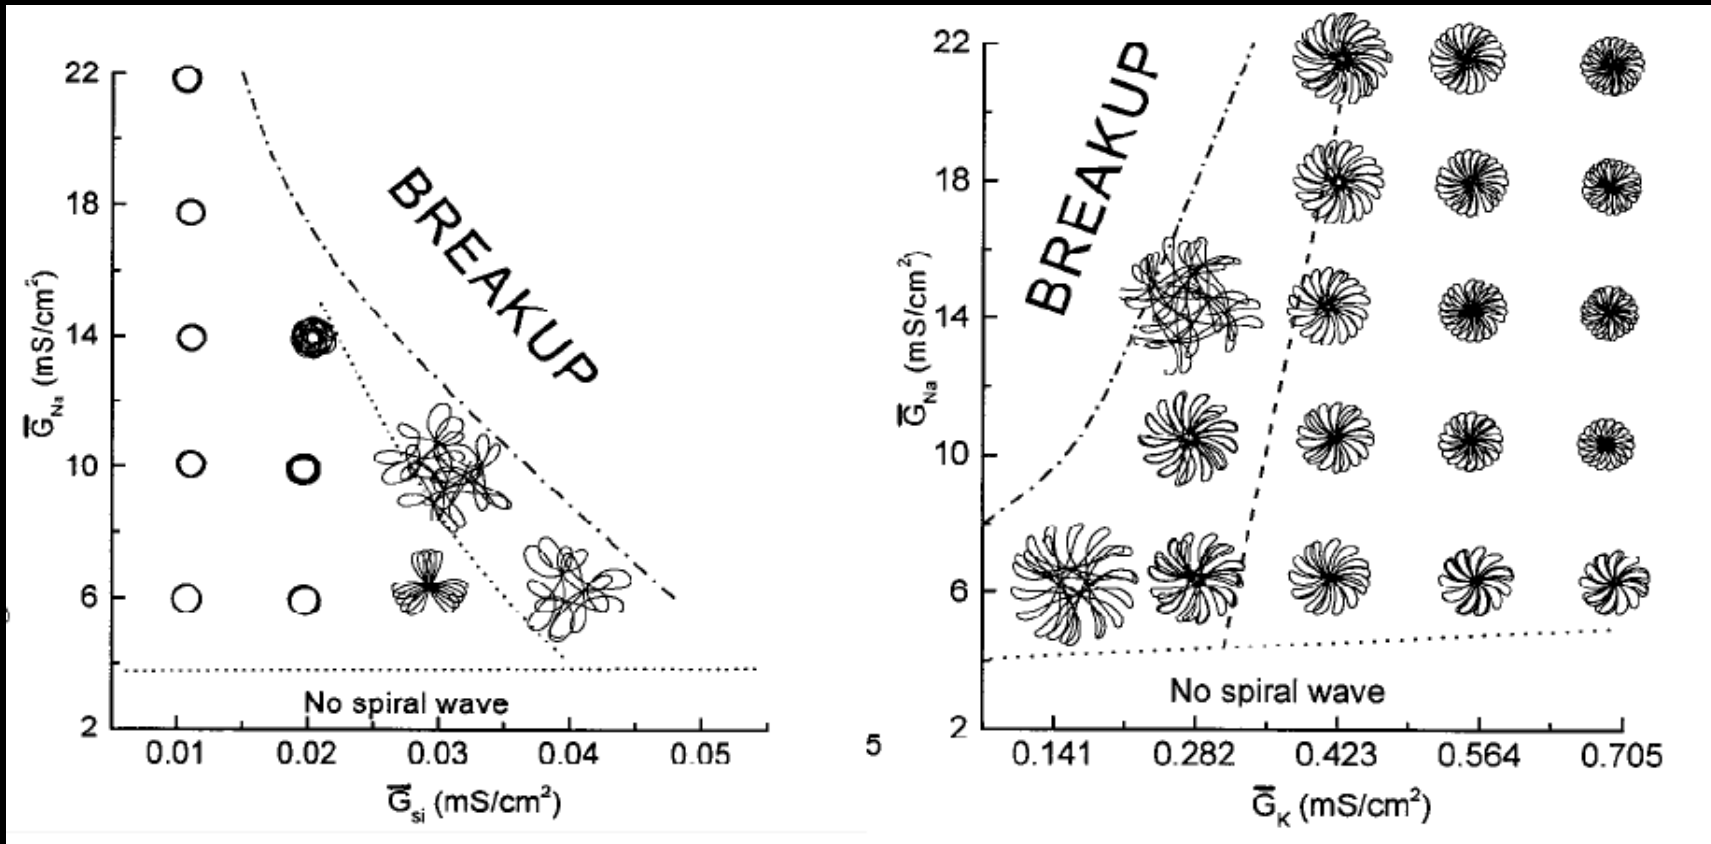 22
18
14
10
6
2
G̅Na (mS/cm²)
BREAKUP
No spiral wave
0.01 0.02 0.03 0.04 0.05
G̅si (mS/cm²)
5
22
18
14
10
6
2
G̅Na (mS/cm²)
BREAKUP
No spiral wave
0.141 0.282 0.423 0.564 0.705
G̅K (mS/cm²)